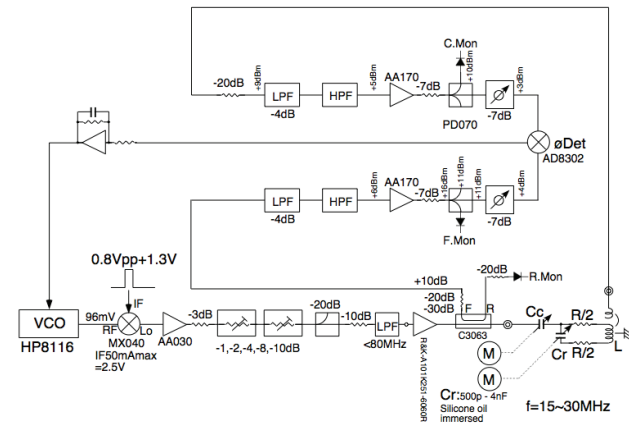 C.Mon
-20dB
+9dBm
LPF
-4dB
HPF
+5dBm
AA170
-7dB
+10dBm
PD070
+3dBm
-7dB
øDet
AD8302
LPF
-4dB
HPF
+6dBm
AA170
-7dB
+16dBm
+11dBm
+11dBm
F.Mon
+4dBm
-7dB
0.8Vpp+1.3V
IF
VCO
HP8116
96mV
RF
Lo
MX040
IF50mAmax
=2.5V
AA030
-3dB
-1,-2,-4,-8,-10dB
-20dB
-10dB
LPF
<80MHz
R&K-A101K251-6060R
+10dB
-20dB
-30dB
F
R
C3063
-20dB
R.Mon
Cc
M
M
Cr
R/2
R/2
L
Cr:500p - 4nF
Silicone oil
immersed
f=15~30MHz